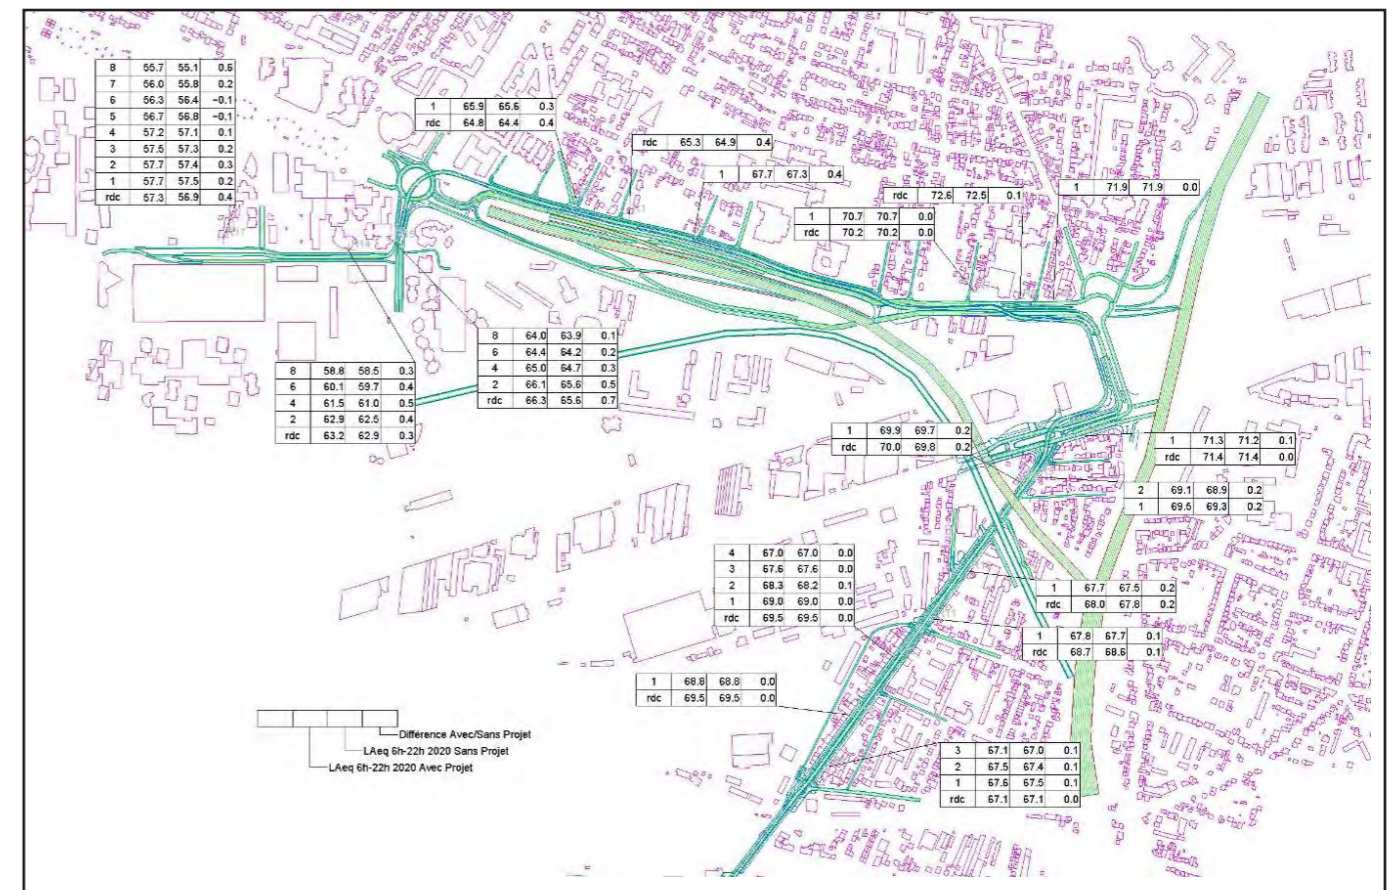 8 55.7 55.1 0.6
7 56.0 55.8 0.2
6 56.3 56.4 -0.1
5 56.7 56.8 -0.1
4 57.2 57.1 0.1
3 57.5 57.3 0.2
2 57.7 57.4 0.3
1 57.7 57.5 0.2
rdc 57.3 56.9 0.4
1 65.9 65.6 0.3
rdc 64.8 64.4 0.4
rdc 65.3 64.9 0.4
1 67.7 67.3 0.4
rdc 72.6 72.5 0.1
1 71.9 71.9 0.0
1 70.7 70.7 0.0
rdc 70.2 70.2 0.0
8 64.0 63.9 0.1
6 64.4 64.2 0.2
4 65.0 64.7 0.3
2 66.1 65.6 0.5
rdc 66.3 65.6 0.7
8 58.8 58.5 0.3
6 60.1 59.7 0.4
4 61.5 61.0 0.5
2 62.9 62.5 0.4
rdc 63.2 62.9 0.3
1 69.9 69.7 0.2
rdc 70.0 69.8 0.2
1 71.3 71.2 0.1
rdc 71.4 71.4 0.0
2 69.1 68.9 0.2
1 69.5 69.3 0.2
4 67.0 67.0 0.0
3 67.6 67.6 0.0
2 68.3 68.2 0.1
1 69.0 69.0 0.0
rdc 69.5 69.5 0.0
1 67.7 67.5 0.2
rdc 68.0 67.8 0.2
1 67.8 67.7 0.1
rdc 68.7 68.6 0.1
1 68.8 68.8 0.0
rdc 69.5 69.5 0.0
3 67.1 67.0 0.1
2 67.5 67.4 0.1
1 67.6 67.5 0.1
rdc 67.1 67.1 0.0
Différence Avec/Sans Projet
LAeq 6h-22h 2020 Sans Projet
LAeq 6h-22h 2020 Avec Projet